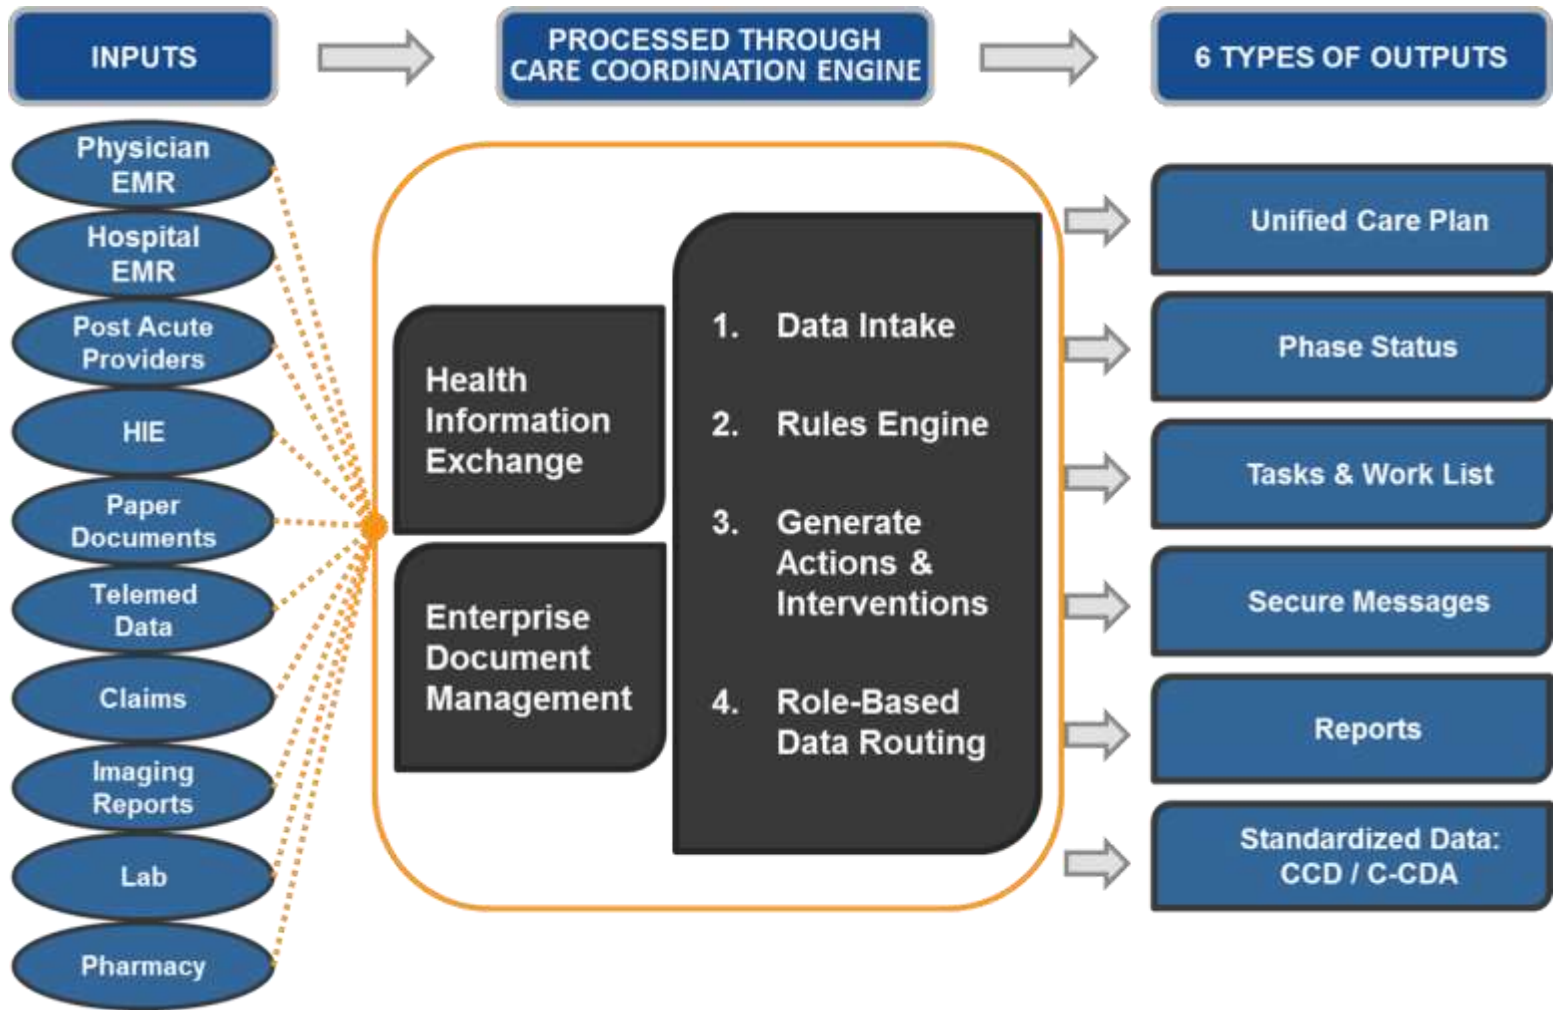 INPUTS
PROCESSED THROUGH
CARE COORDINATION ENGINE
6 TYPES OF OUTPUTS
Physician
EMR
Hospital
EMR
Post Acute
Providers
HIE
Paper
Documents
Telemed
Data
Claims
Imaging
Reports
Lab
Pharmacy
Health
Information
Exchange
Enterprise
Document
Management
1. Data Intake
2. Rules Engine
3. Generate
Actions &
Interventions
4. Role-Based
Data Routing
Unified Care Plan
Phase Status
Tasks & Work List
Secure Messages
Reports
Standardized Data:
CCD / C-CDA